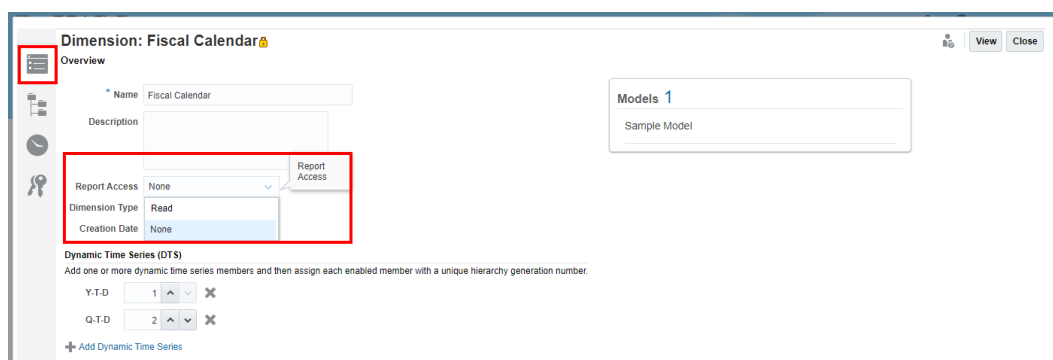 Dimension: Fiscal Calendar
View
Close
Overview
* Name
Fiscal Calendar
Description
Models 1
Sample Model
Report Access
Report Access
None
Dimension Type
Read
Creation Date
None
Dynamic Time Series (DTS)
Add one or more dynamic time series members and then assign each enabled member with a unique hierarchy generation number.
Y-T-D
1
Q-T-D
2
Add Dynamic Time Series